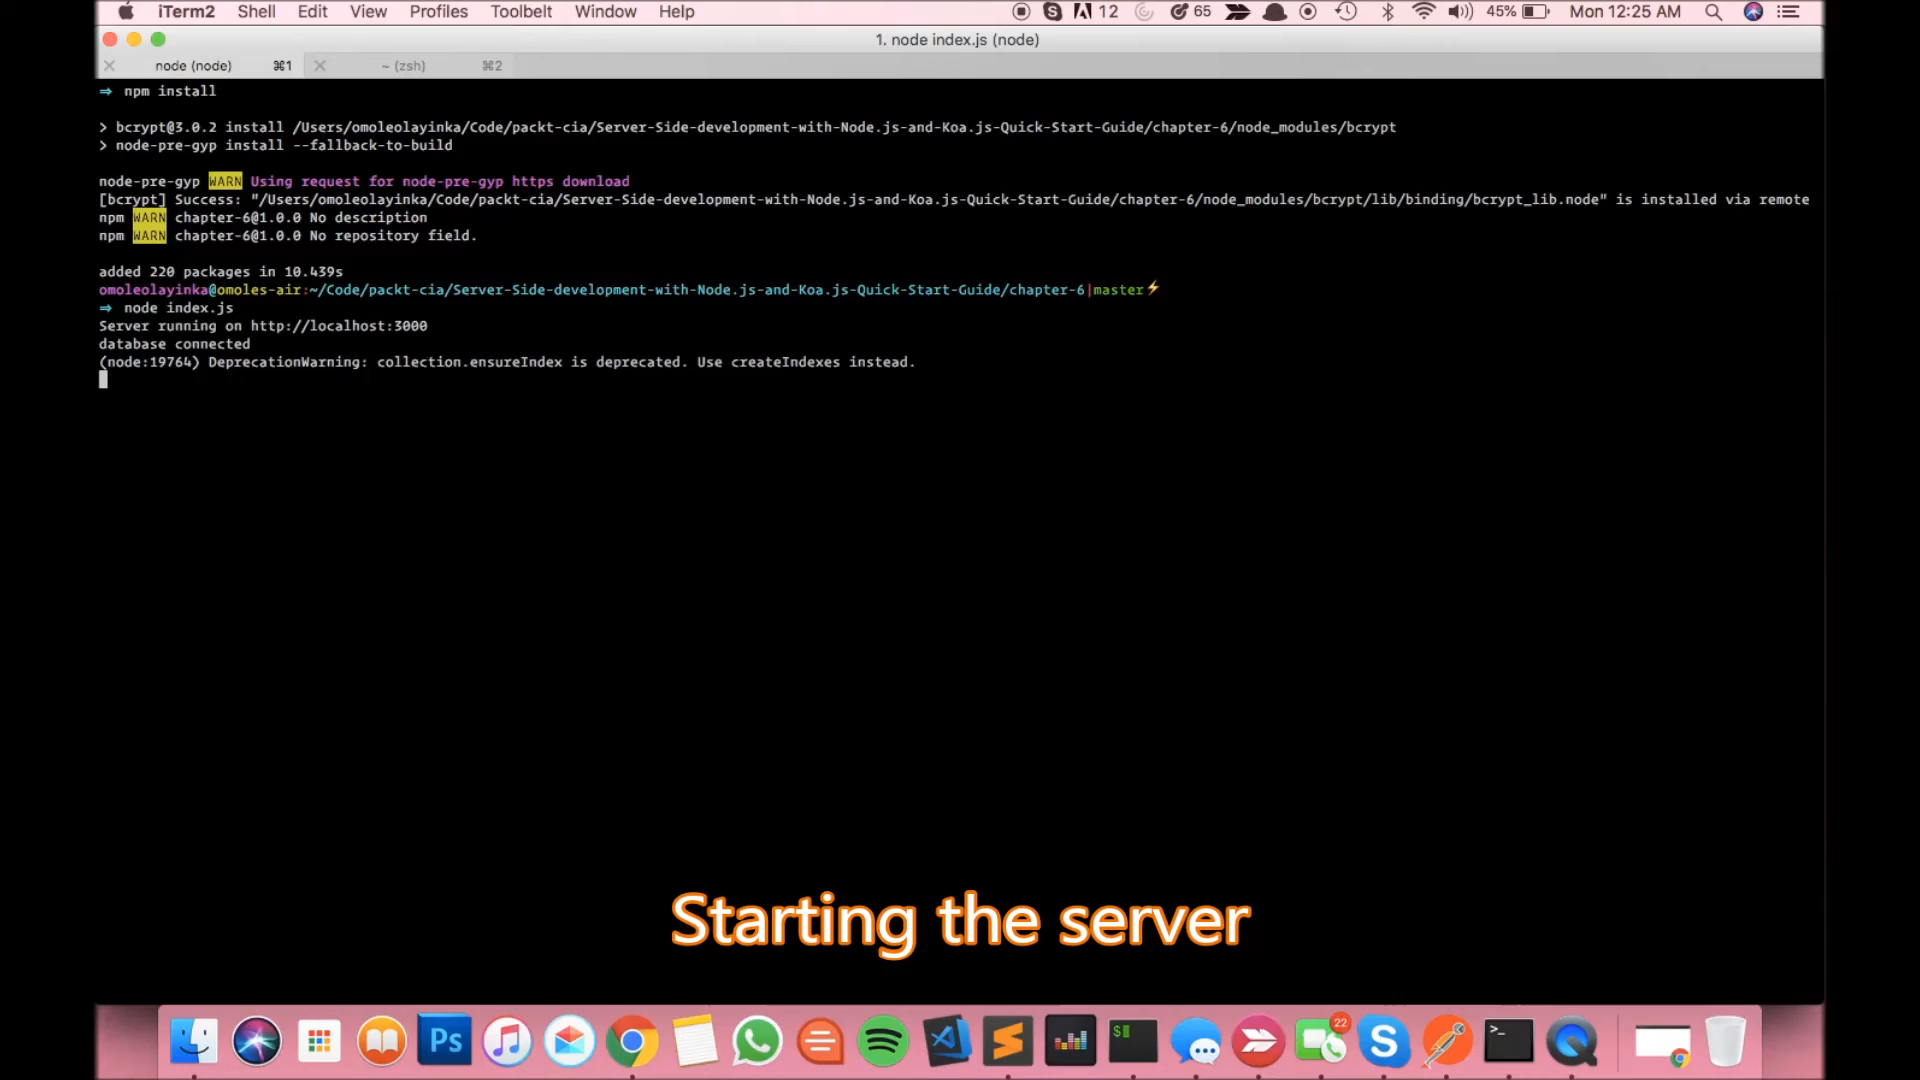 iTerm2 Shell Edit View Profiles Toolbelt Window Help 12 65 45% Mon 12:25 AM
1. node index.js (node)
node (node) ⌘1 ~ (zsh) ⌘2
⇒ npm install
> bcrypt@3.0.2 install /Users/omoleolayinka/Code/packt-cia/Server-Side-development-with-Node.js-and-Koa.js-Quick-Start-Guide/chapter-6/node_modules/bcrypt
> node-pre-gyp install --fallback-to-build
node-pre-gyp WARN Using request for node-pre-gyp https download
[bcrypt] Success: "/Users/omoleolayinka/Code/packt-cia/Server-Side-development-with-Node.js-and-Koa.js-Quick-Start-Guide/chapter-6/node_modules/bcrypt/lib/binding/bcrypt_lib.node" is installed via remote
npm WARN chapter-6@1.0.0 No description
npm WARN chapter-6@1.0.0 No repository field.
added 220 packages in 10.439s
omoleolayinka@omoles-air:~/Code/packt-cia/Server-Side-development-with-Node.js-and-Koa.js-Quick-Start-Guide/chapter-6|master⚡
⇒ node index.js
Server running on http://localhost:3000
database connected
(node:19764) DeprecationWarning: collection.ensureIndex is deprecated. Use createIndexes instead.
Starting the server
Ps $ 22 S >_